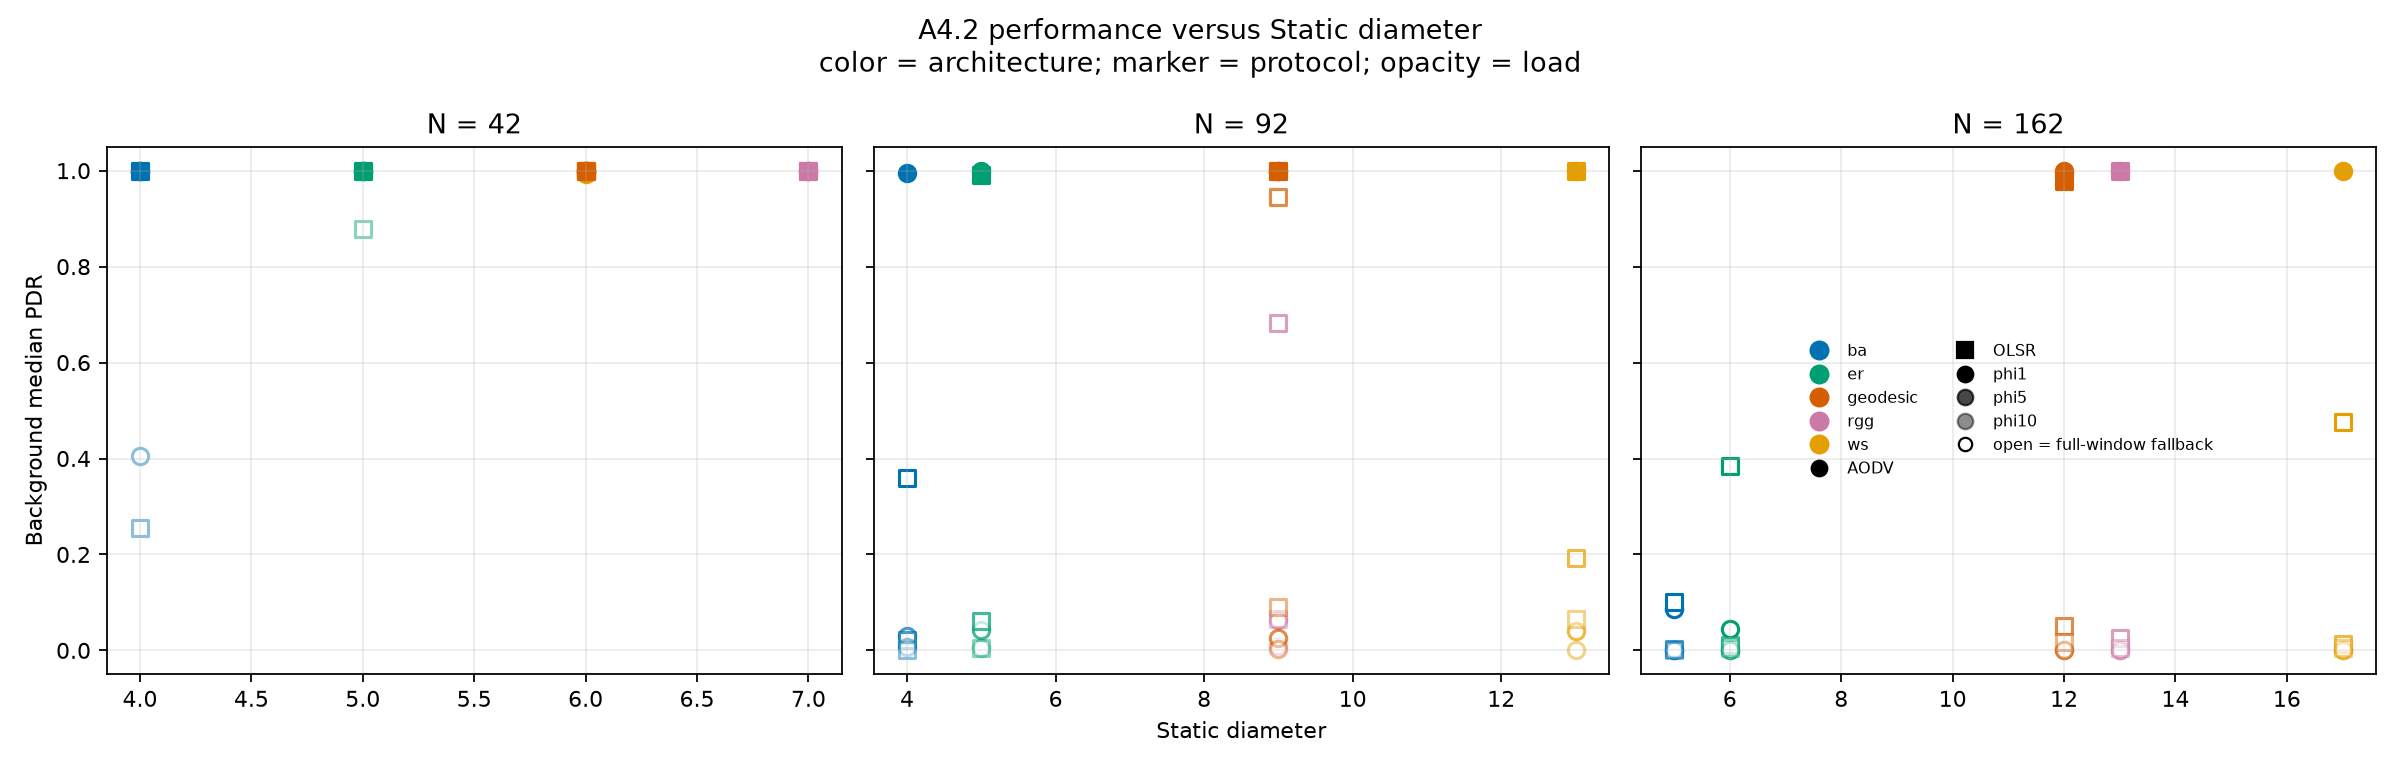 A4.2 performance versus Static diameter
color = architecture; marker = protocol; opacity = load
N = 42
N = 92
N = 162
Background median PDR
1.0
0.8
0.6
0.4
0.2
0.0
4.0 4.5 5.0 5.5 6.0 6.5 7.0
4 6 8 10 12
6 8 10 12 14 16
Static diameter
ba
er
geodesic
rgg
ws
AODV
OLSR
phi1
phi5
phi10
open = full-window fallback